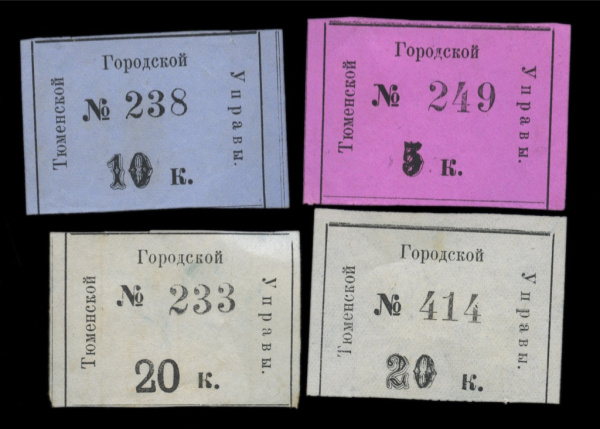 Тюменской
Городской
Управы.
№ 238
10 к.
Тюменской
Городской
Управы.
№ 249
5 к.
Тюменской
Городской
Управы.
№ 233
20 к.
Тюменской
Городской
Управы.
№ 414
20 к.